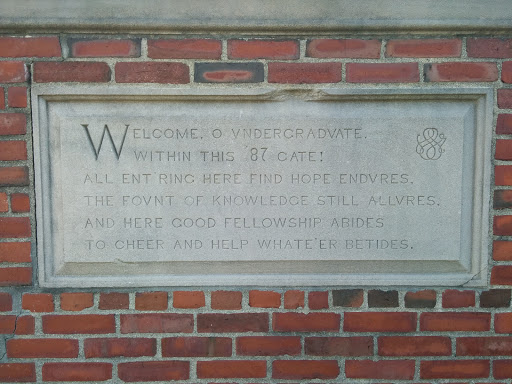 WELCOME, O VNDERGRADVATE,
WITHIN THIS '87 GATE!
ALL ENT'RING HERE FIND HOPE ENDVRES,
THE FOVNT OF KNOWLEDGE STILL ALLVRES,
AND HERE GOOD FELLOWSHIP ABIDES
TO CHEER AND HELP WHATE'ER BETIDES.